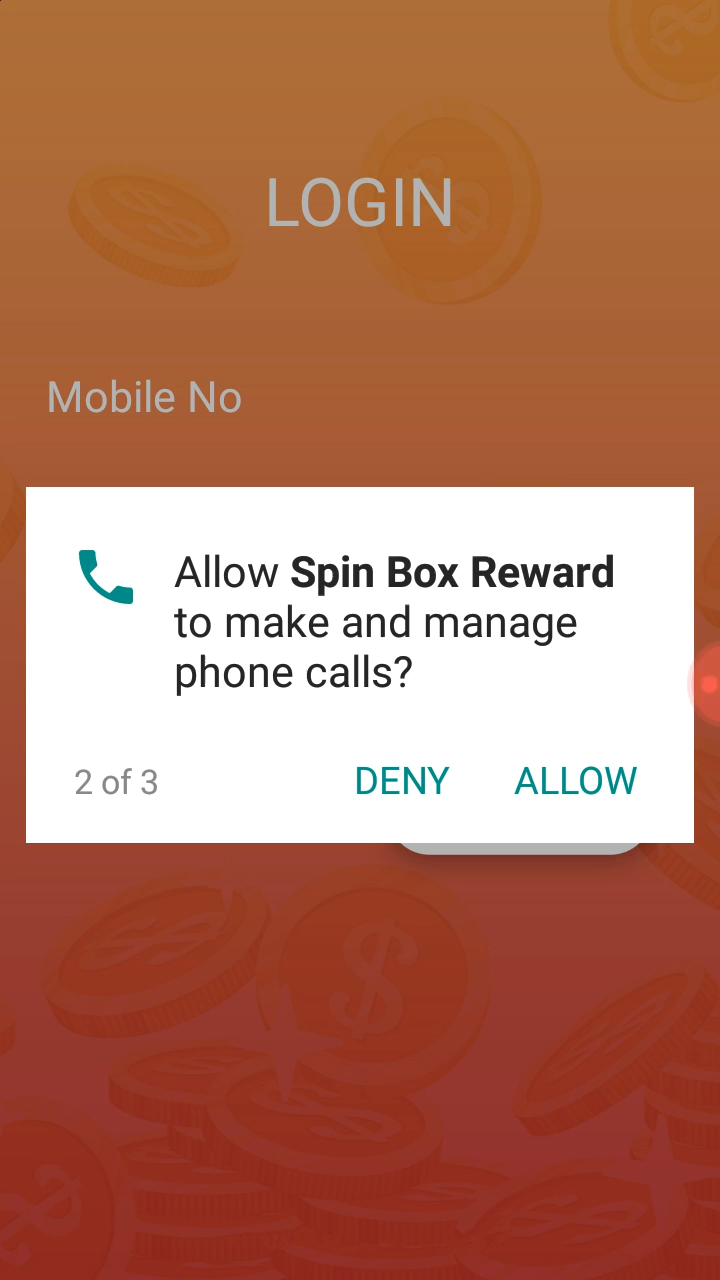 LOGIN
Mobile No
Allow Spin Box Reward
to make and manage
phone calls?
2 of 3
DENY
ALLOW